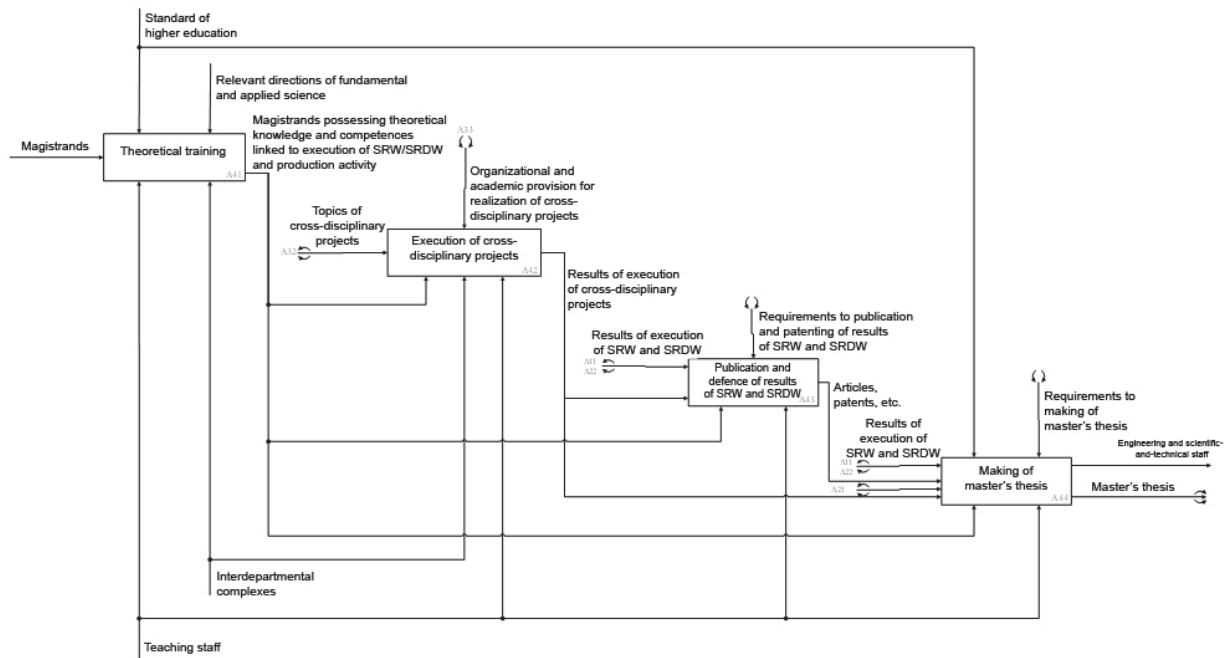 Standard of
higher education
Relevant directions of fundamental
and applied science
Magistrands
Theoretical training
A41
Magistrands possessing theoretical
knowledge and competences
linked to execution of SRW/SRDW
and production activity
A33
Organizational and
academic provision for
realization of cross-
disciplinary projects
Topics of
cross-disciplinary
projects
A32
Execution of cross-
disciplinary projects
A42
Results of execution
of cross-disciplinary
projects
Requirements to publication
and patenting of results
of SRW and SRDW
Results of execution
of SRW and SRDW
A11
A22
Publication and
defence of results
of SRW and SRDW
A43
Articles,
patents, etc.
Requirements to
making of
master's thesis
Results of
execution of
SRW and SRDW
A11
A22
A21
Making of
master's thesis
A44
Engineering and scientific-
and-technical staff
Master's thesis
Interdepartmental
complexes
Teaching staff